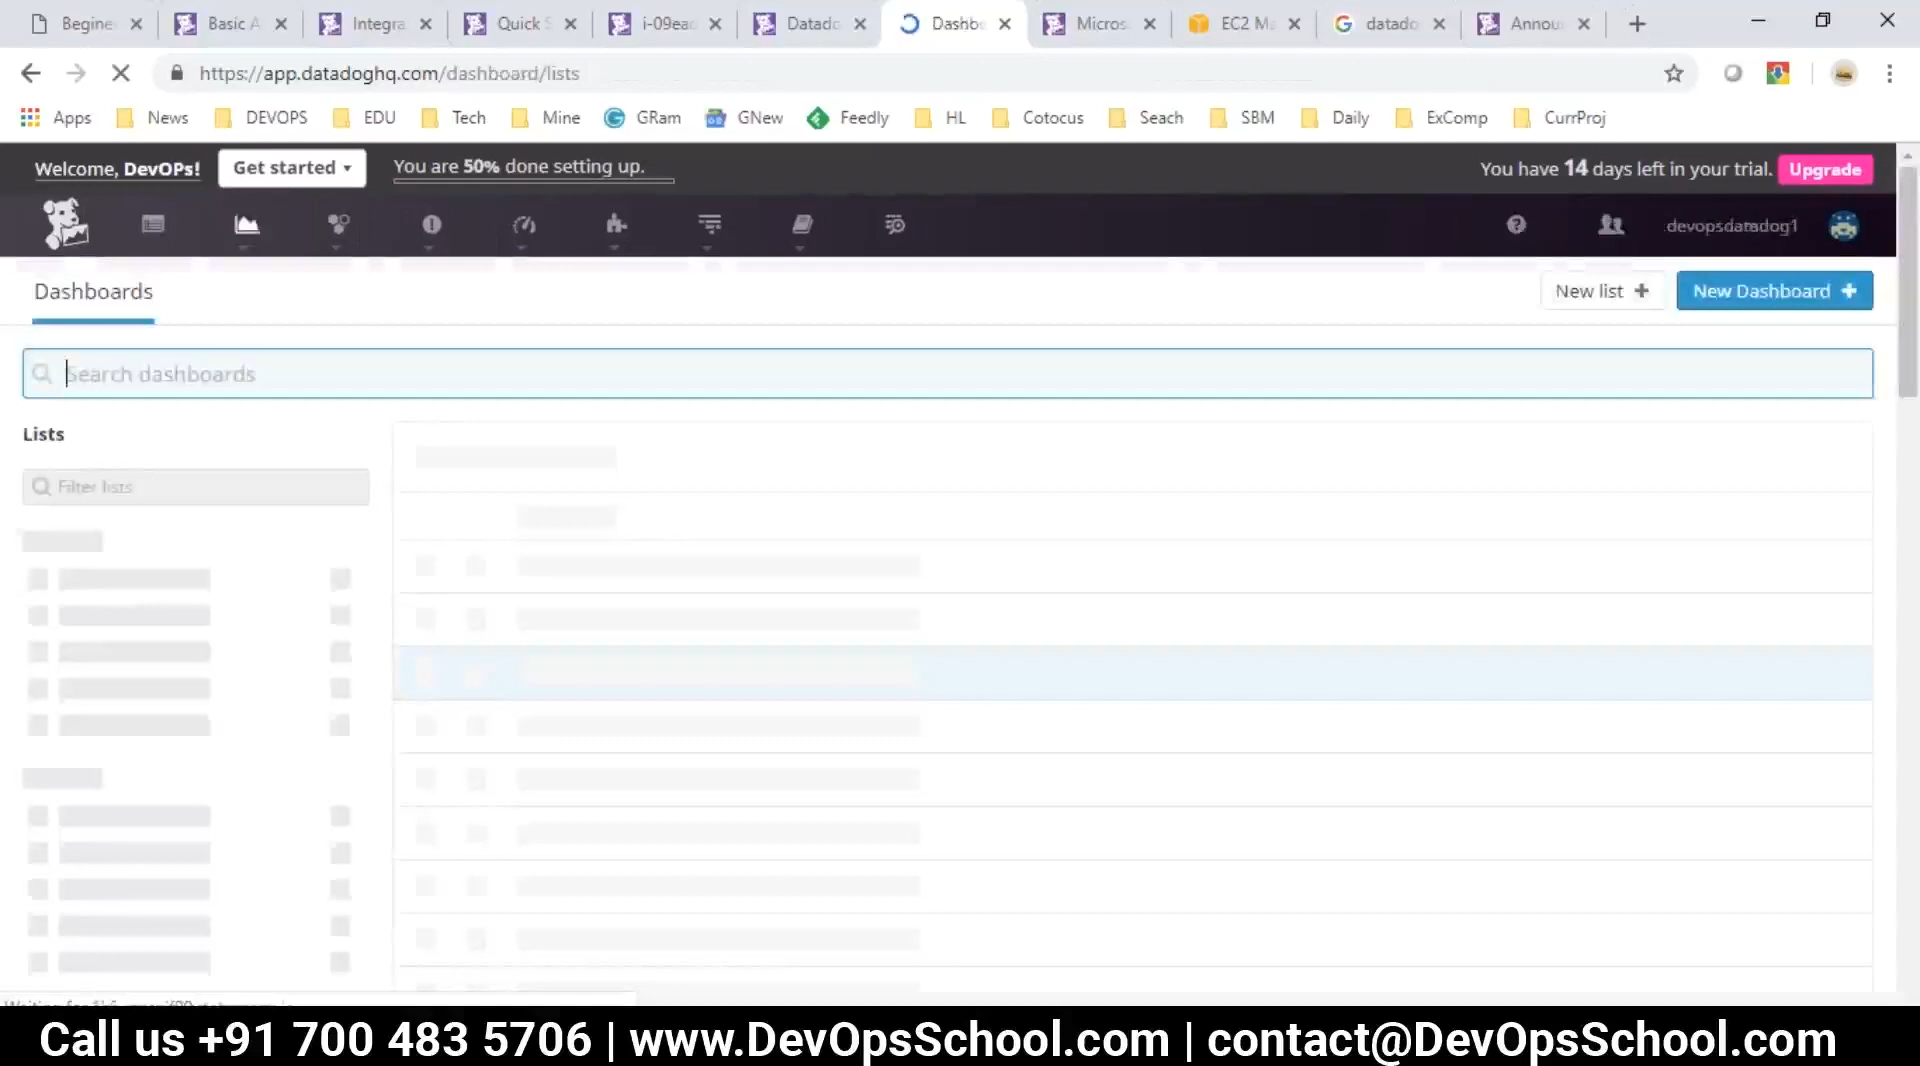 Begine
Basic A
Integra
Quick S
i-09ead
Datado
Dashbo
Micros
EC2 Ma
datado
Annou
https://app.datadoghq.com/dashboard/lists
Apps
News
DEVOPS
EDU
Tech
Mine
GRam
GNew
Feedly
HL
Cotocus
Seach
SBM
Daily
ExComp
CurrProj
Welcome, DevOPs!
Get started
You are 50% done setting up.
You have 14 days left in your trial.
Upgrade
devopsdatadog1
Dashboards
New list +
New Dashboard +
Search dashboards
Lists
Filter lists
Call us +91 700 483 5706 | www.DevOpsSchool.com | contact@DevOpsSchool.com